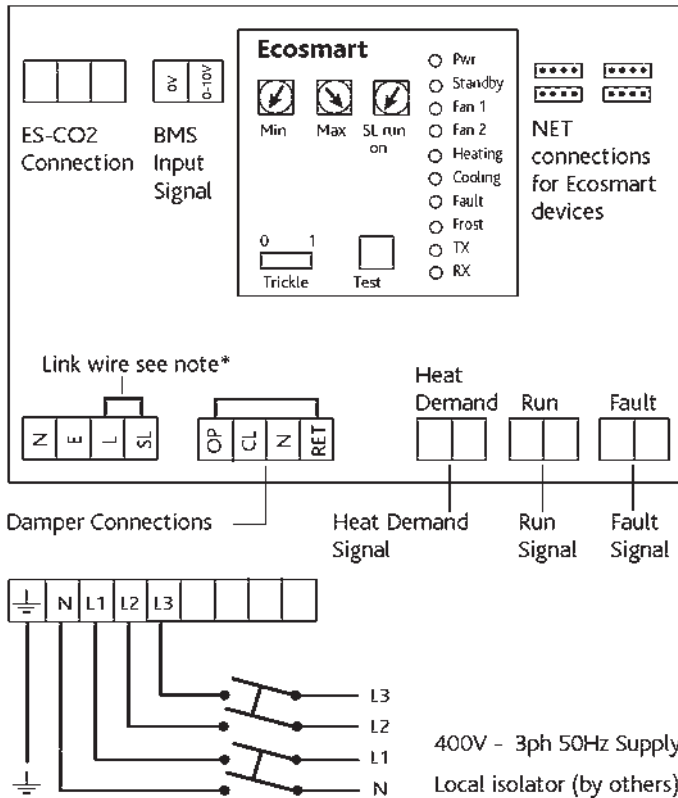 Ecosmart
Min
Max
SL run
on
0 1
Trickle
Test
Pwr
Standby
Fan 1
Fan 2
Heating
Cooling
Fault
Frost
TX
RX
0V
0-10V
ES-CO2
Connection
BMS
Input
Signal
NET
connections
for Ecosmart
devices
Link wire see note*
N E L SL
OP CL N RET
Heat
Demand
Run
Fault
Damper Connections
Heat Demand
Signal
Run
Signal
Fault
Signal
N L1 L2 L3
L3
L2
L1
N
400V - 3ph 50Hz Supply
Local isolator (by others)